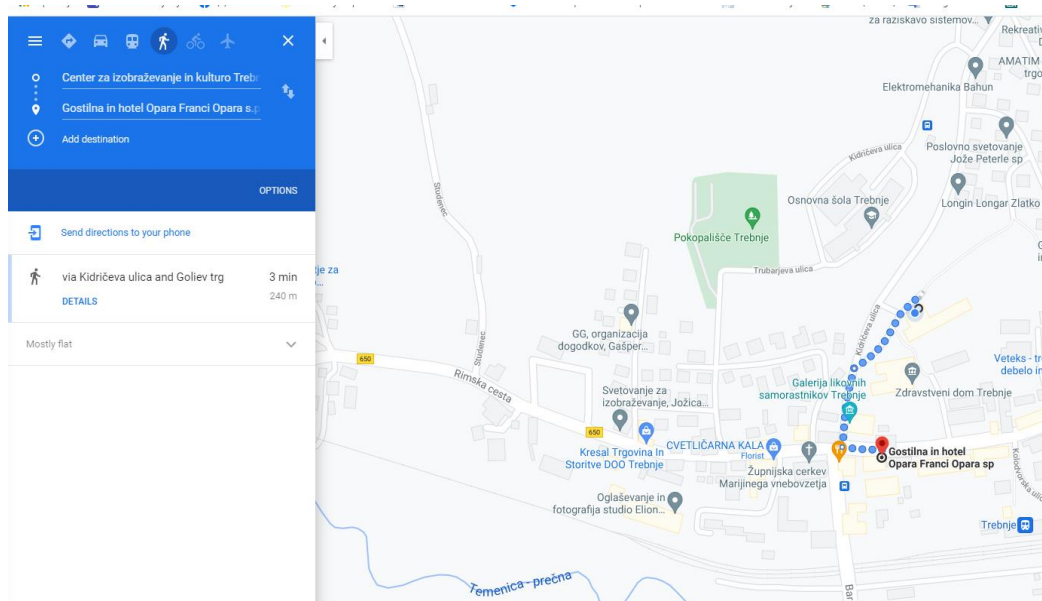 Center za izobraževanje in kulturo Trebr
Gostilna in hotel Opara Franci Opara s.p
Add destination
OPTIONS
Send directions to your phone
via Kidričeva ulica and Goliev trg
3 min
DETAILS
240 m
Mostly flat
za raziskavo sistemov...
Rekreativ
AMATIM
trgo
Elektromehanika Bahun
Kidričeva ulica
Poslovno svetovanje
Jože Peterle sp
Studenec
Osnovna šola Trebnje
Longin Longar Zlatko
Pokopališče Trebnje
tje za
Trubarjeva ulica
GG, organizacija
dogodkov, Gašper...
Kidričeva ulica
Studenec
650
Veteks - tr
debelo in
Rimska cesta
Galerija likovnih
samorastnikov Trebnje
Zdravstveni dom Trebnje
Svetovanje za
izobraževanje, Jožica...
650
CVETLIČARNA KALA
Florist
Kresal Trgovina In
Storitve DOO Trebnje
Gostilna in hotel
Opara Franci Opara sp
Župnijska cerkev
Marijinega vnebovzetja
Kolodvorska ulic
Oglaševanje in
fotografija studio Elion...
Trebnje
Temenica - prečna
Bar